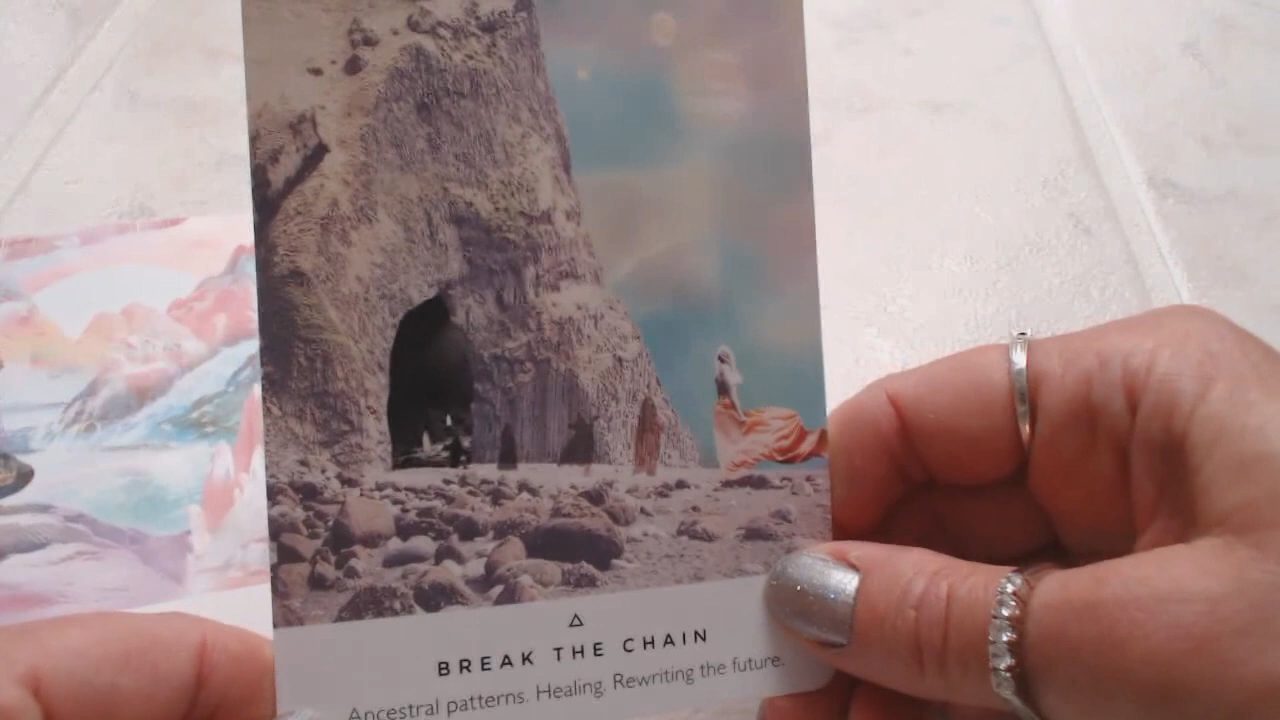 BREAK THE CHAIN
Ancestral patterns. Healing. Rewriting the future.